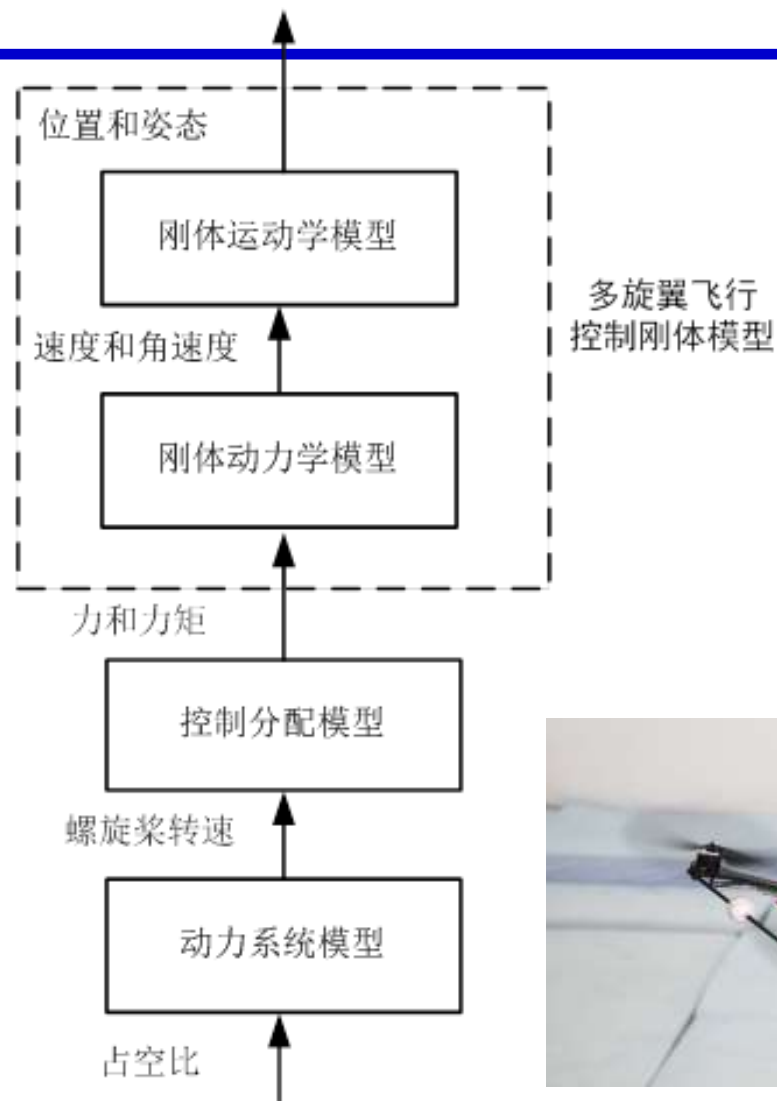 位置和姿态
刚体运动学模型
速度和角速度
刚体动力学模型
多旋翼飞行
控制刚体模型
力和力矩
控制分配模型
螺旋桨转速
动力系统模型
占空比